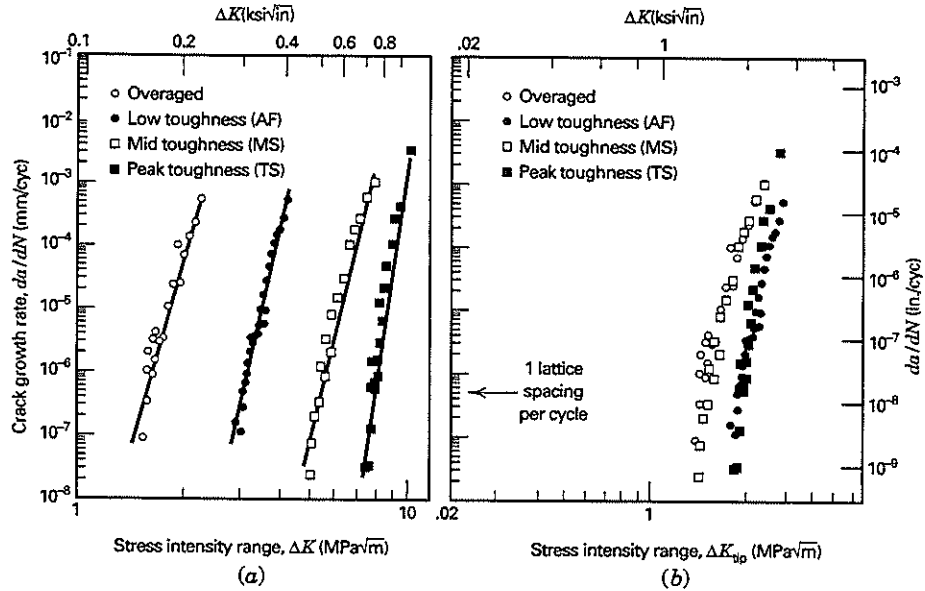 ΔK(ksi√in)
0.1 0.2 0.4 0.6 0.8
10⁻¹
10⁻²
10⁻³
10⁻⁴
10⁻⁵
10⁻⁶
10⁻⁷
10⁻⁸
Crack growth rate, da/dN (mm/cyc)
Overaged
Low toughness (AF)
Mid toughness (MS)
Peak toughness (TS)
1 2 10
Stress intensity range, ΔK (MPa√m)
(a)
ΔK(ksi√in)
.02 1
Overaged
Low toughness (AF)
Mid toughness (MS)
Peak toughness (TS)
1 lattice
spacing
per cycle
10⁻³
10⁻⁴
10⁻⁵
10⁻⁶
10⁻⁷
10⁻⁸
10⁻⁹
da/dN (in./cyc)
.02 1
Stress intensity range, ΔK_tip (MPa√m)
(b)